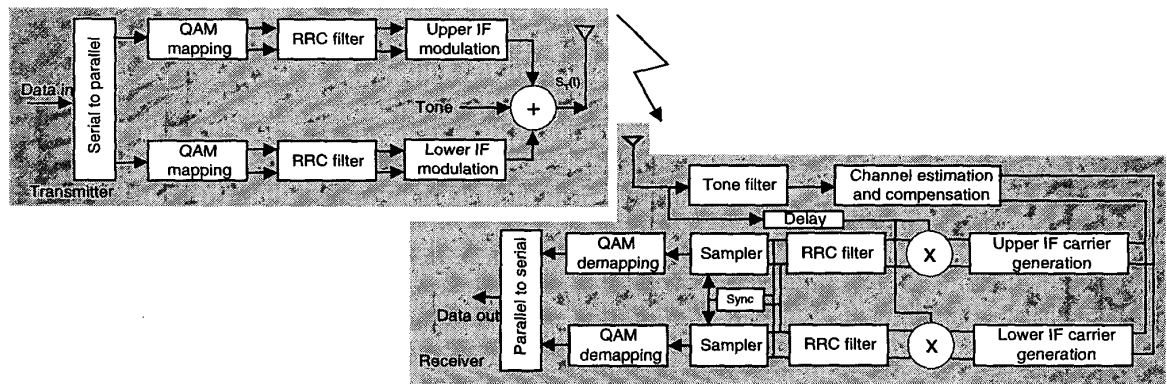 Data in
Serial to parallel
QAM
mapping
RRC filter
Upper IF
modulation
Tone
+
S_T(t)
QAM
mapping
RRC filter
Lower IF
modulation
Transmitter
Tone filter
Channel estimation
and compensation
Delay
Parallel to serial
QAM
demapping
Sampler
RRC filter
X
Upper IF carrier
generation
Sync
Data out
QAM
demapping
Sampler
RRC filter
X
Lower IF carrier
generation
Receiver